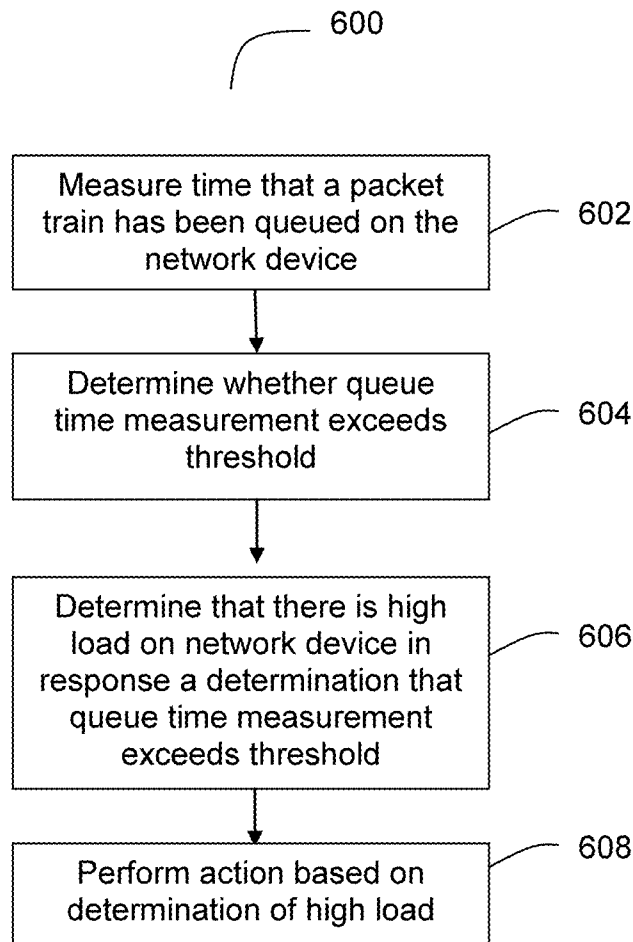 600
Measure time that a packet
train has been queued on the
network device
602
Determine whether queue
time measurement exceeds
threshold
604
Determine that there is high
load on network device in
response a determination that
queue time measurement
exceeds threshold
606
Perform action based on
determination of high load
608